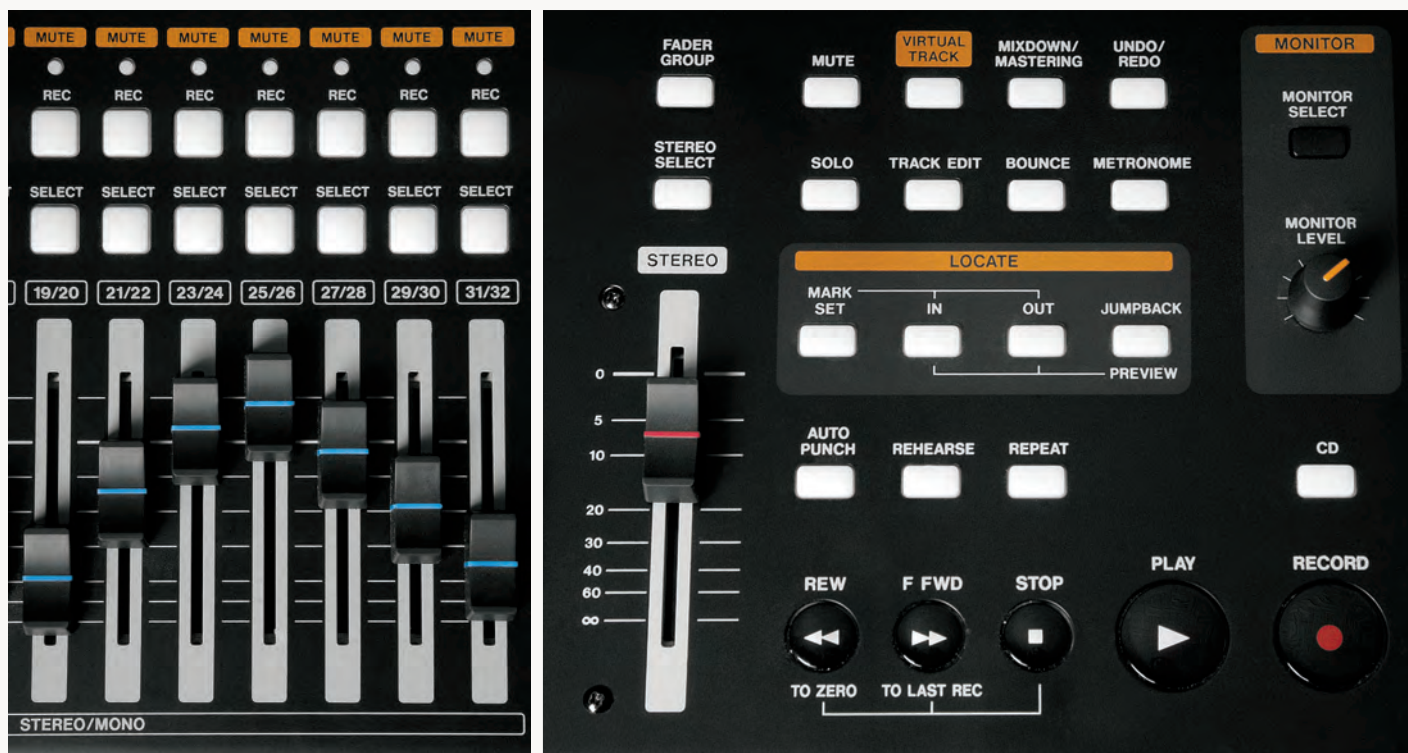 MUTE MUTE MUTE MUTE MUTE MUTE MUTE
REC REC REC REC REC REC REC
SELECT SELECT SELECT SELECT SELECT SELECT SELECT
19/20 21/22 23/24 25/26 27/28 29/30 31/32
STEREO/MONO
FADER
GROUP
MUTE
VIRTUAL
TRACK
MIXDOWN/
MASTERING
UNDO/
REDO
MONITOR
MONITOR
SELECT
STEREO
SELECT
SOLO
TRACK EDIT
BOUNCE
METRONOME
MONITOR
LEVEL
STEREO
LOCATE
MARK
SET
IN
OUT
JUMPBACK
PREVIEW
0
5
10
20
30
40
60
∞
AUTO
PUNCH
REHEARSE
REPEAT
CD
REW
F FWD
STOP
PLAY
RECORD
TO ZERO
TO LAST REC